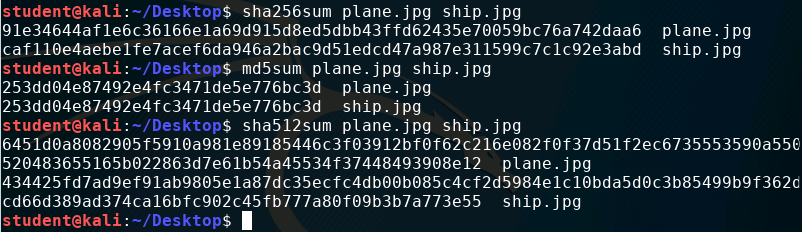 student@kali:~/Desktop$ sha256sum plane.jpg ship.jpg
91e34644af1e6c36166e1a69d915d8ed5dbb43ffd62435e70059bc76a742daa6  plane.jpg
caf110e4aebe1fe7acef6da946a2bac9d51edcd47a987e311599c7c1c92e3abd  ship.jpg
student@kali:~/Desktop$ md5sum plane.jpg ship.jpg
253dd04e87492e4fc3471de5e776bc3d  plane.jpg
253dd04e87492e4fc3471de5e776bc3d  ship.jpg
student@kali:~/Desktop$ sha512sum plane.jpg ship.jpg
6451d0a8082905f5910a981e89185446c3f03912bf0f62c216e082f0f37d51f2ec6735553590a550
520483655165b022863d7e61b54a45534f37448493908e12  plane.jpg
434425fd7ad9ef91ab9805e1a87dc35ecfc4db00b085c4cf2d5984e1c10bda5d0c3b85499b9f362d
cd66d389ad374ca16bfc902c45fb777a80f09b3b7a773e55  ship.jpg
student@kali:~/Desktop$